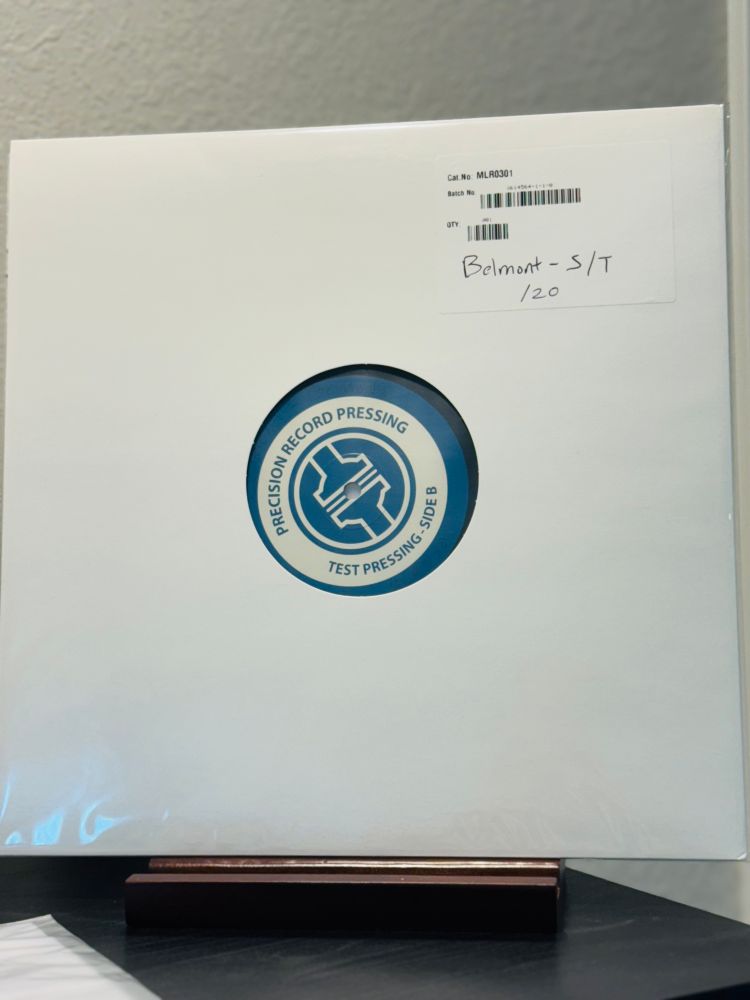 Cat.No: MLR0301
Batch No
QTY:
Belmont - S/T
/20
PRECISION RECORD PRESSING
TEST PRESSING - SIDE B